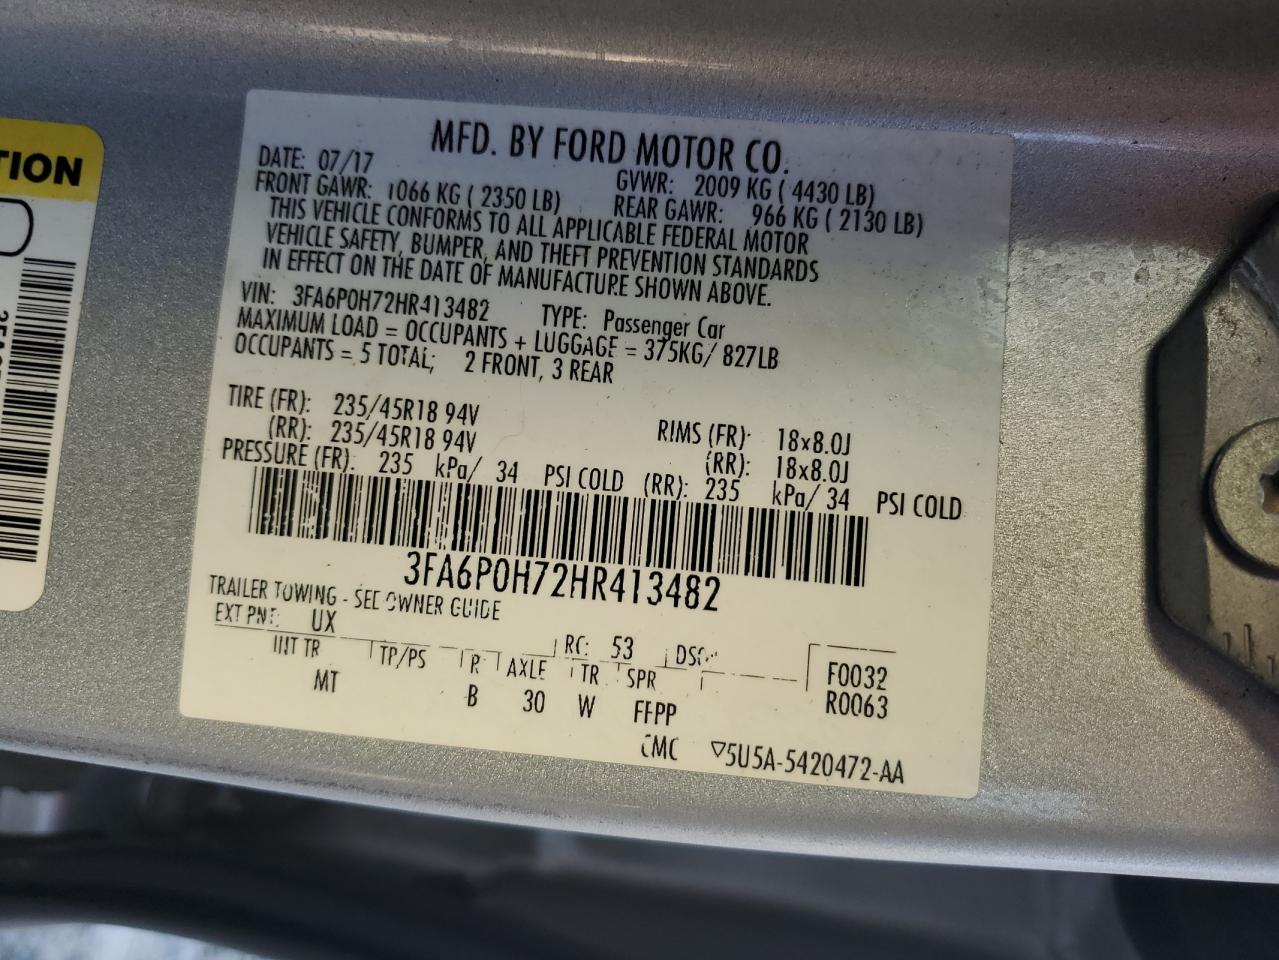 TION
MFD. BY FORD MOTOR CO.
DATE: 07/17 GVWR: 2009 KG ( 4430 LB)
FRONT GAWR: 1066 KG ( 2350 LB) REAR GAWR: 966 KG ( 2130 LB)
THIS VEHICLE CONFORMS TO ALL APPLICABLE FEDERAL MOTOR
VEHICLE SAFETY, BUMPER, AND THEFT PREVENTION STANDARDS
IN EFFECT ON THE DATE OF MANUFACTURE SHOWN ABOVE.
VIN: 3FA6P0H72HR413482 TYPE: Passenger Car
MAXIMUM LOAD = OCCUPANTS + LUGGAGE = 375KG/ 827LB
OCCUPANTS = 5 TOTAL; 2 FRONT, 3 REAR
TIRE (FR): 235/45R18 94V RIMS (FR): 18x8.0J
(RR): 235/45R18 94V (RR): 18x8.0J
PRESSURE (FR): 235 kPa/ 34 PSI COLD (RR): 235 kPa/ 34 PSI COLD
3FA6P0H72HR413482
TRAILER TOWING - SEE OWNER GUIDE
EXT PNT: UX RC: 53 DSO:
INT TR TP/PS R AXLE TR SPR F0032
MT B 30 W FFPP R0063
CMC ▽5U5A-5420472-AA